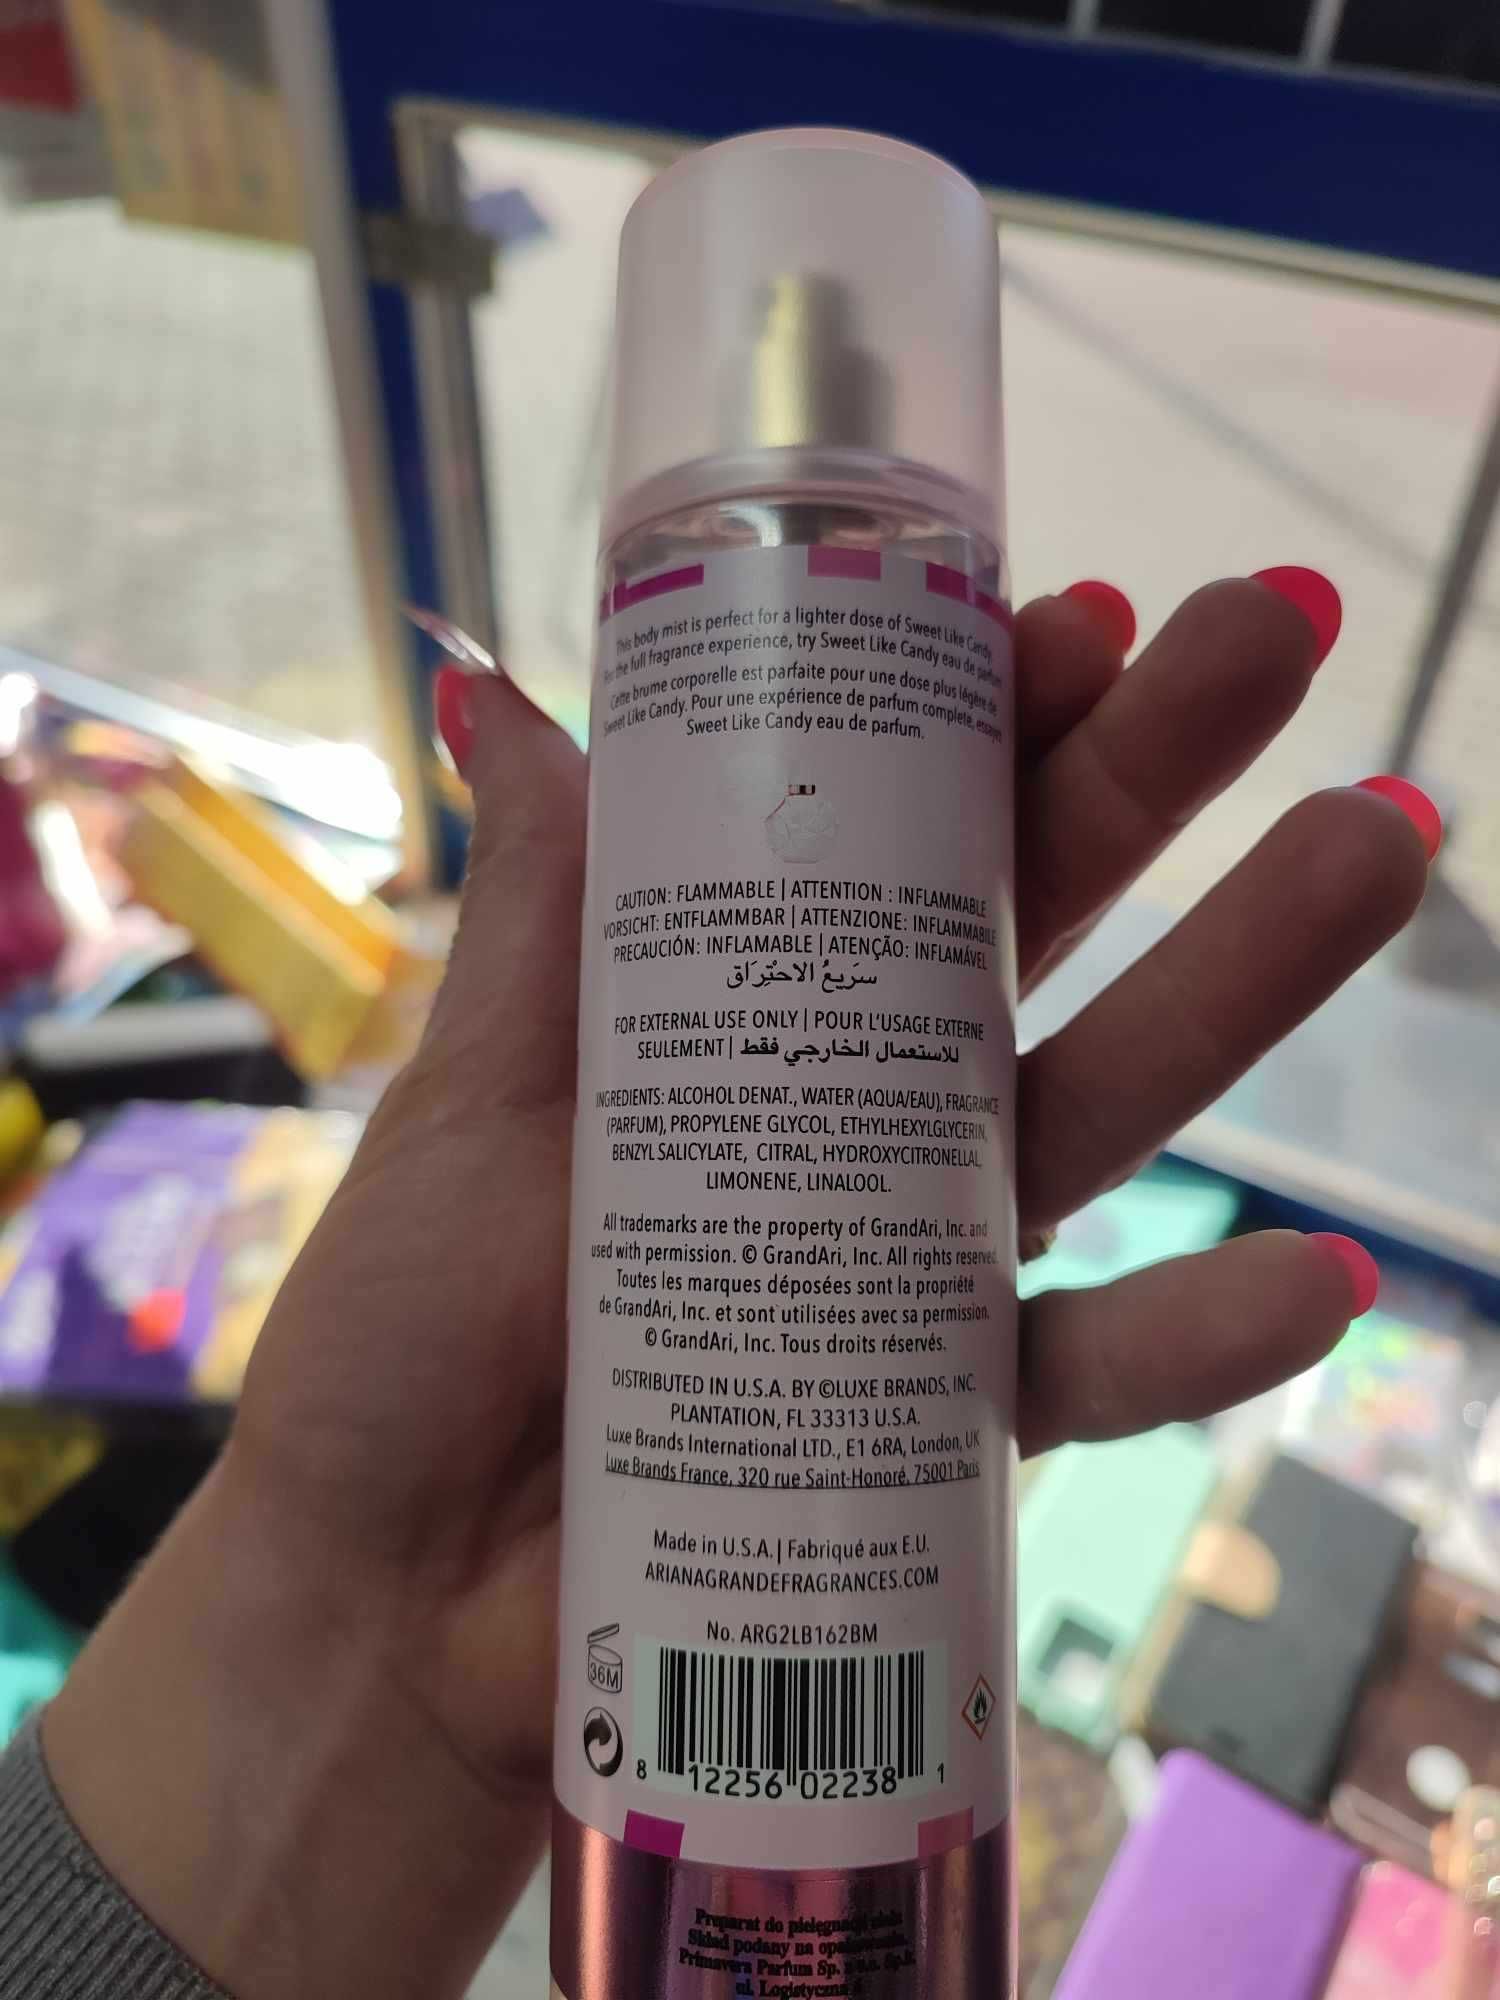 This body mist is perfect for a lighter dose of Sweet Like Candy.
For the full fragrance experience, try Sweet Like Candy eau de parfum.
Cette brume corporelle est parfaite pour une dose plus légère de
Sweet Like Candy. Pour une expérience de parfum complète, essayez
Sweet Like Candy eau de parfum.
CAUTION: FLAMMABLE | ATTENTION : INFLAMMABLE
VORSICHT: ENTFLAMMBAR | ATTENZIONE: INFLAMMABILE
PRECAUCIÓN: INFLAMABLE | ATENÇÃO: INFLAMÁVEL
سَرِيعُ الاحْتِرَاق
FOR EXTERNAL USE ONLY | POUR L'USAGE EXTERNE
SEULEMENT | للاستعمال الخارجي فقط
INGREDIENTS: ALCOHOL DENAT., WATER (AQUA/EAU), FRAGRANCE
(PARFUM), PROPYLENE GLYCOL, ETHYLHEXYLGLYCERIN,
BENZYL SALICYLATE, CITRAL, HYDROXYCITRONELLAL,
LIMONENE, LINALOOL.
All trademarks are the property of GrandAri, Inc. and
used with permission. © GrandAri, Inc. All rights reserved.
Toutes les marques déposées sont la propriété
de GrandAri, Inc. et sont utilisées avec sa permission.
© GrandAri, Inc. Tous droits réservés.
DISTRIBUTED IN U.S.A. BY ©LUXE BRANDS, INC.
PLANTATION, FL 33313 U.S.A.
Luxe Brands International LTD., E1 6RA, London, UK
Luxe Brands France, 320 rue Saint-Honoré, 75001 Paris
Made in U.S.A. | Fabriqué aux E.U.
ARIANAGRANDEFRAGRANCES.COM
No. ARG2LB162BM
36M
8 12256 02238 1
Preparat do pielęgnacji ciała
Skład podany na opakowaniu.
Primavera Parfum Sp. z o.o. Sp.k.
ul. Logistyczna